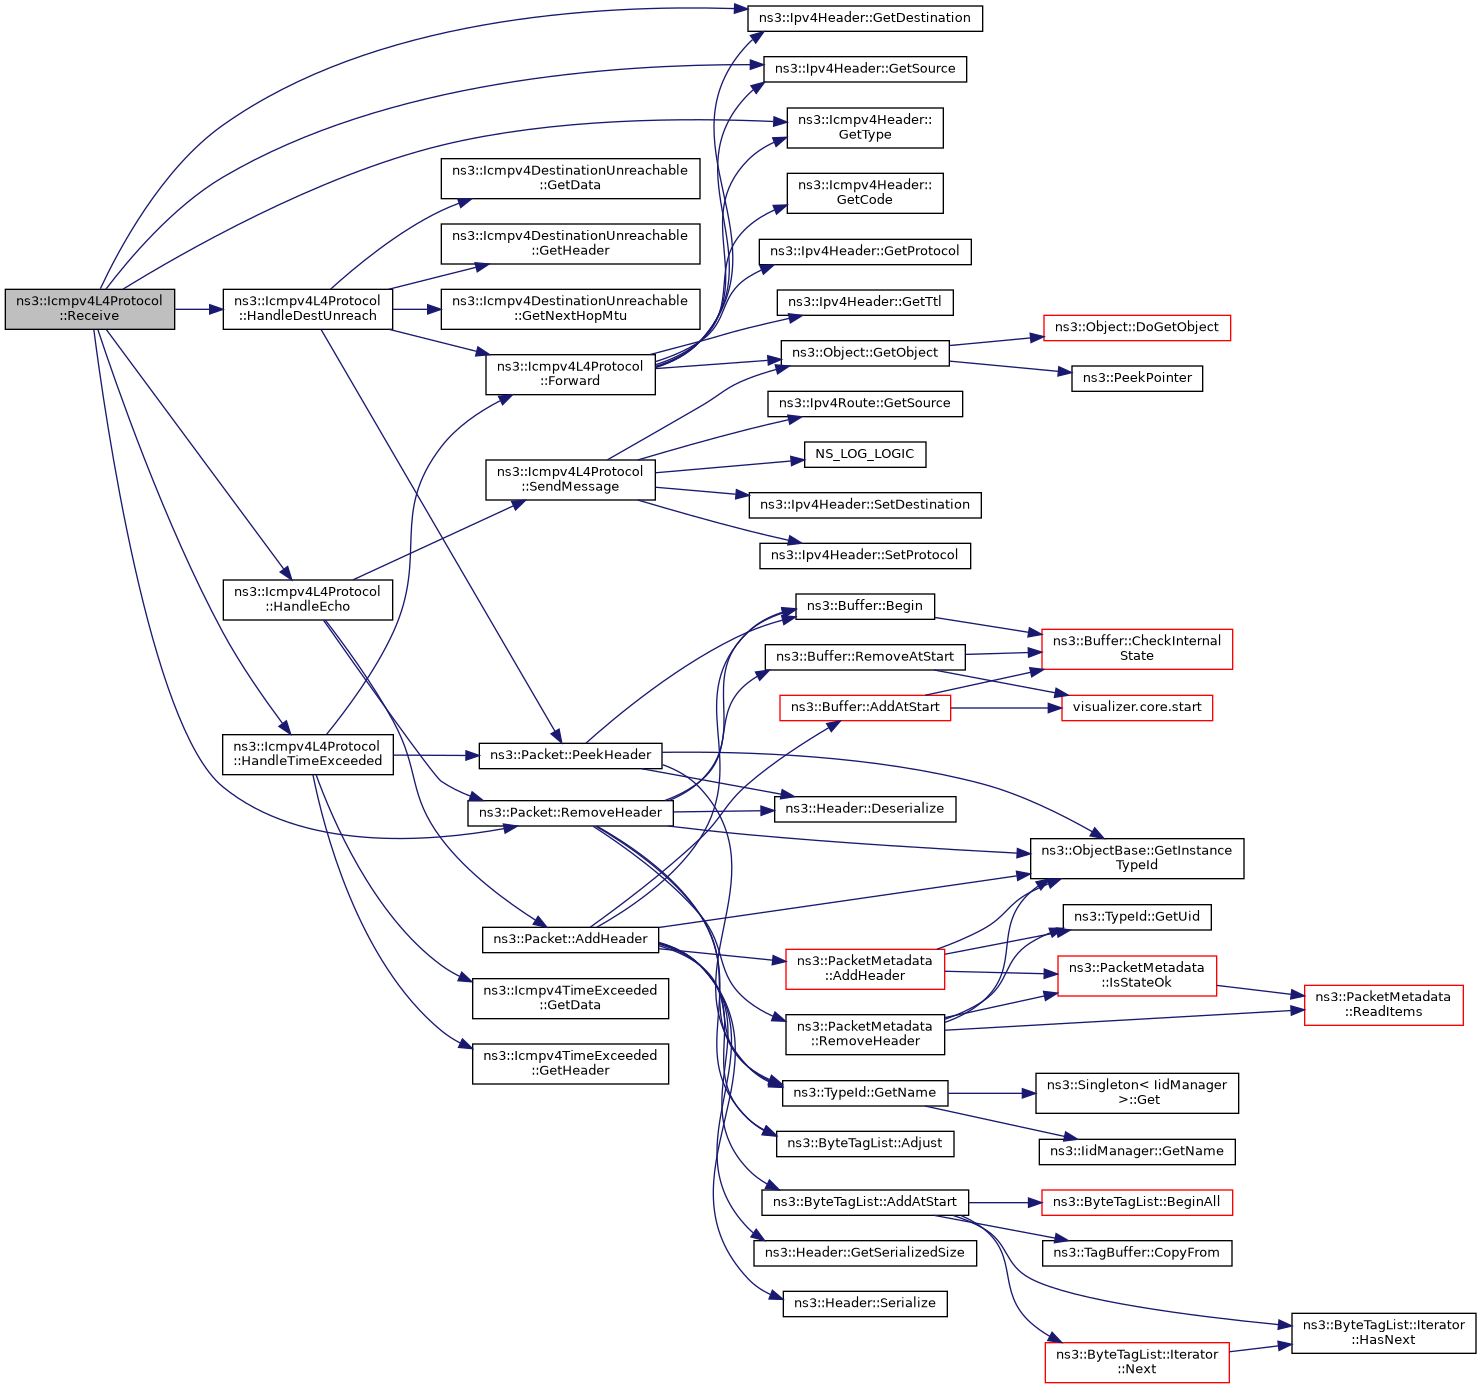 ns3::Icmpv4L4Protocol
::Receive
ns3::Icmpv4L4Protocol
::HandleDestUnreach
ns3::Icmpv4L4Protocol
::HandleEcho
ns3::Icmpv4L4Protocol
::HandleTimeExceeded
ns3::Icmpv4DestinationUnreachable
::GetData
ns3::Icmpv4DestinationUnreachable
::GetHeader
ns3::Icmpv4DestinationUnreachable
::GetNextHopMtu
ns3::Icmpv4L4Protocol
::Forward
ns3::Icmpv4L4Protocol
::SendMessage
ns3::Packet::PeekHeader
ns3::Packet::RemoveHeader
ns3::Packet::AddHeader
ns3::Icmpv4TimeExceeded
::GetData
ns3::Icmpv4TimeExceeded
::GetHeader
ns3::Ipv4Header::GetDestination
ns3::Ipv4Header::GetSource
ns3::Icmpv4Header::
GetType
ns3::Icmpv4Header::
GetCode
ns3::Ipv4Header::GetProtocol
ns3::Ipv4Header::GetTtl
ns3::Object::GetObject
ns3::Ipv4Route::GetSource
NS_LOG_LOGIC
ns3::Ipv4Header::SetDestination
ns3::Ipv4Header::SetProtocol
ns3::Buffer::Begin
ns3::Buffer::RemoveAtStart
ns3::Buffer::AddAtStart
ns3::Header::Deserialize
ns3::PacketMetadata
::AddHeader
ns3::PacketMetadata
::RemoveHeader
ns3::TypeId::GetName
ns3::ByteTagList::Adjust
ns3::ByteTagList::AddAtStart
ns3::Header::GetSerializedSize
ns3::Header::Serialize
ns3::Object::DoGetObject
ns3::PeekPointer
ns3::Buffer::CheckInternal
State
visualizer.core.start
ns3::ObjectBase::GetInstance
TypeId
ns3::TypeId::GetUid
ns3::PacketMetadata
::IsStateOk
ns3::Singleton< IidManager
>::Get
ns3::IidManager::GetName
ns3::ByteTagList::BeginAll
ns3::TagBuffer::CopyFrom
ns3::ByteTagList::Iterator
::Next
ns3::PacketMetadata
::ReadItems
ns3::ByteTagList::Iterator
::HasNext